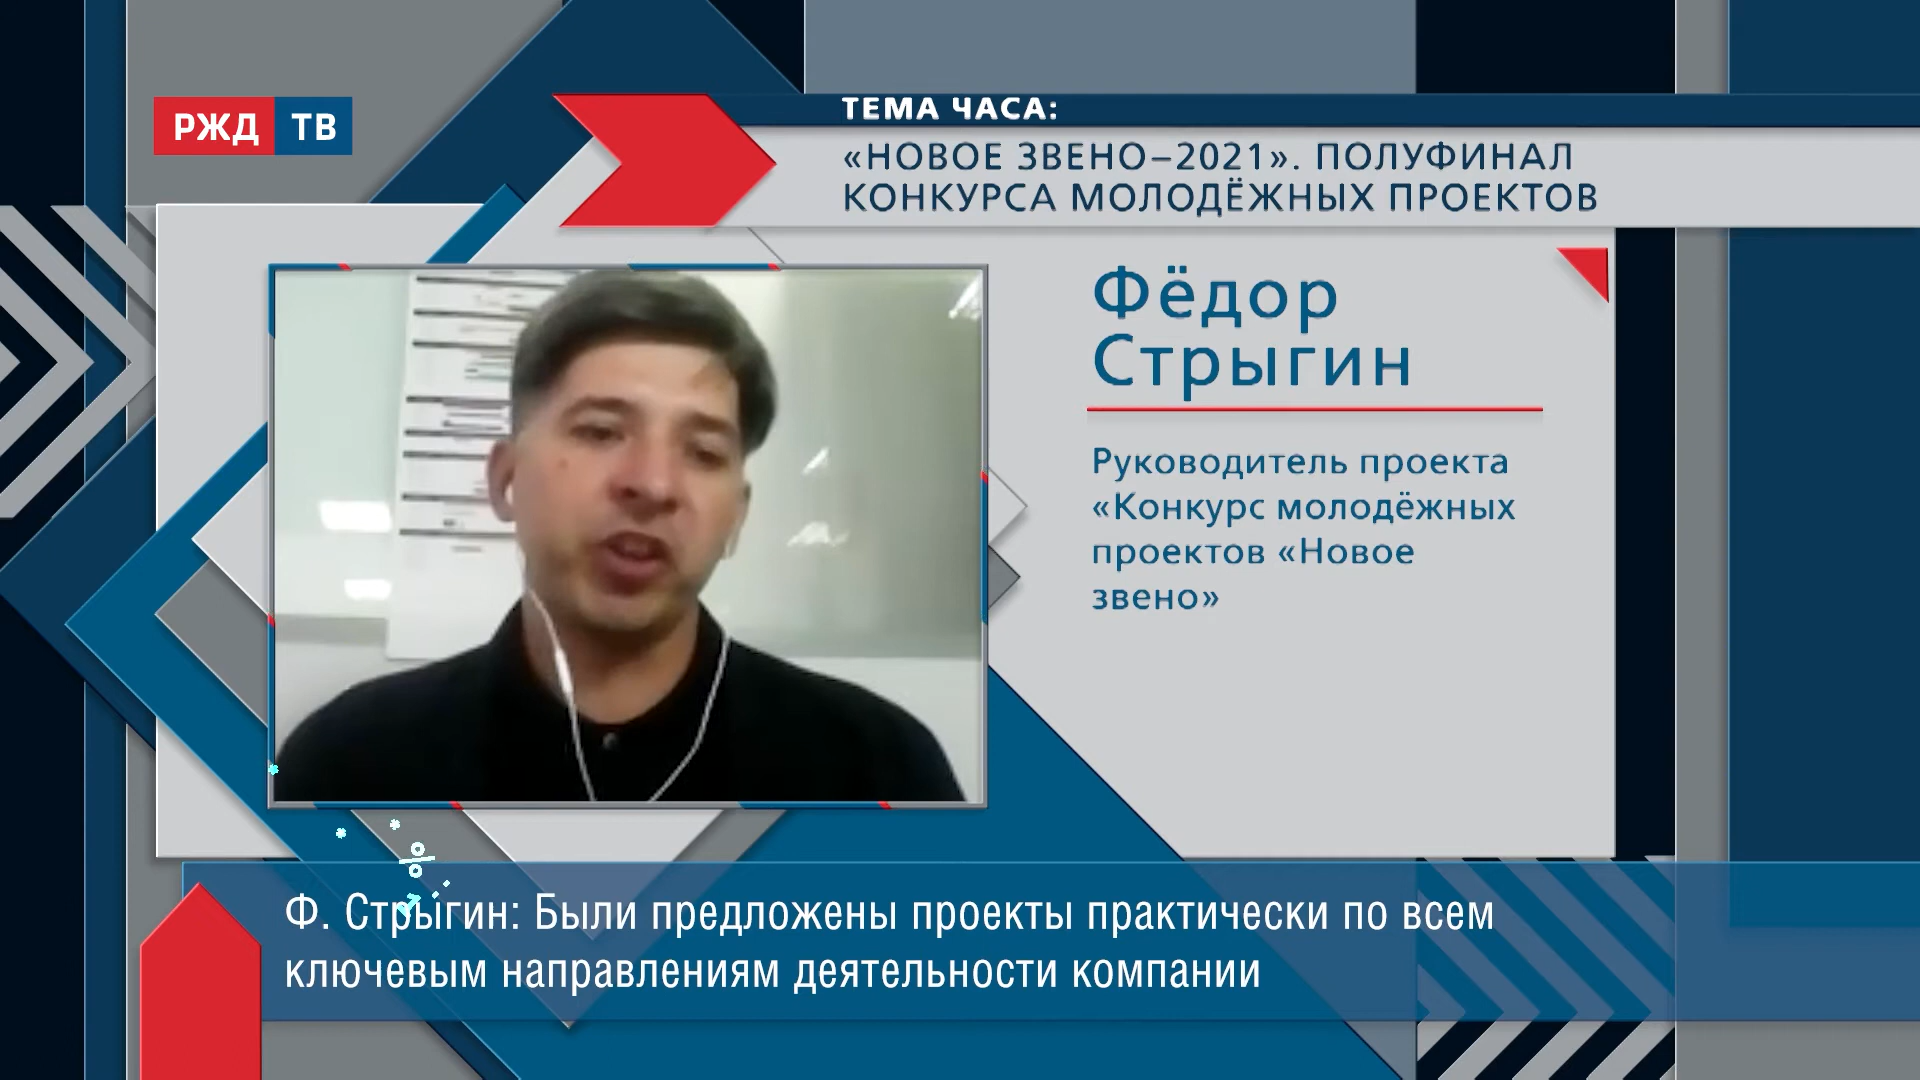 РЖД ТВ
ТЕМА ЧАСА:
«НОВОЕ ЗВЕНО–2021». ПОЛУФИНАЛ
КОНКУРСА МОЛОДЁЖНЫХ ПРОЕКТОВ
Фёдор
Стрыгин
Руководитель проекта
«Конкурс молодёжных
проектов «Новое
звено»
Ф. Стрыгин: Были предложены проекты практически по всем
ключевым направлениям деятельности компании